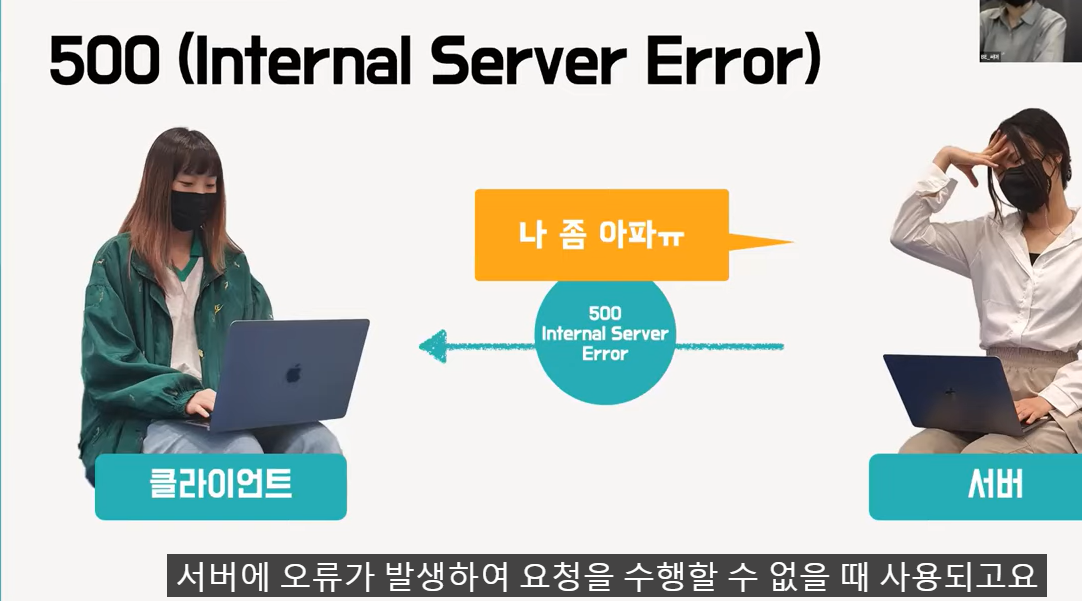 500 (Internal Server Error)
나 좀 아파ㅠ
500
Internal Server
Error
클라이언트
서버
서버에 오류가 발생하여 요청을 수행할 수 없을 때 사용되고요